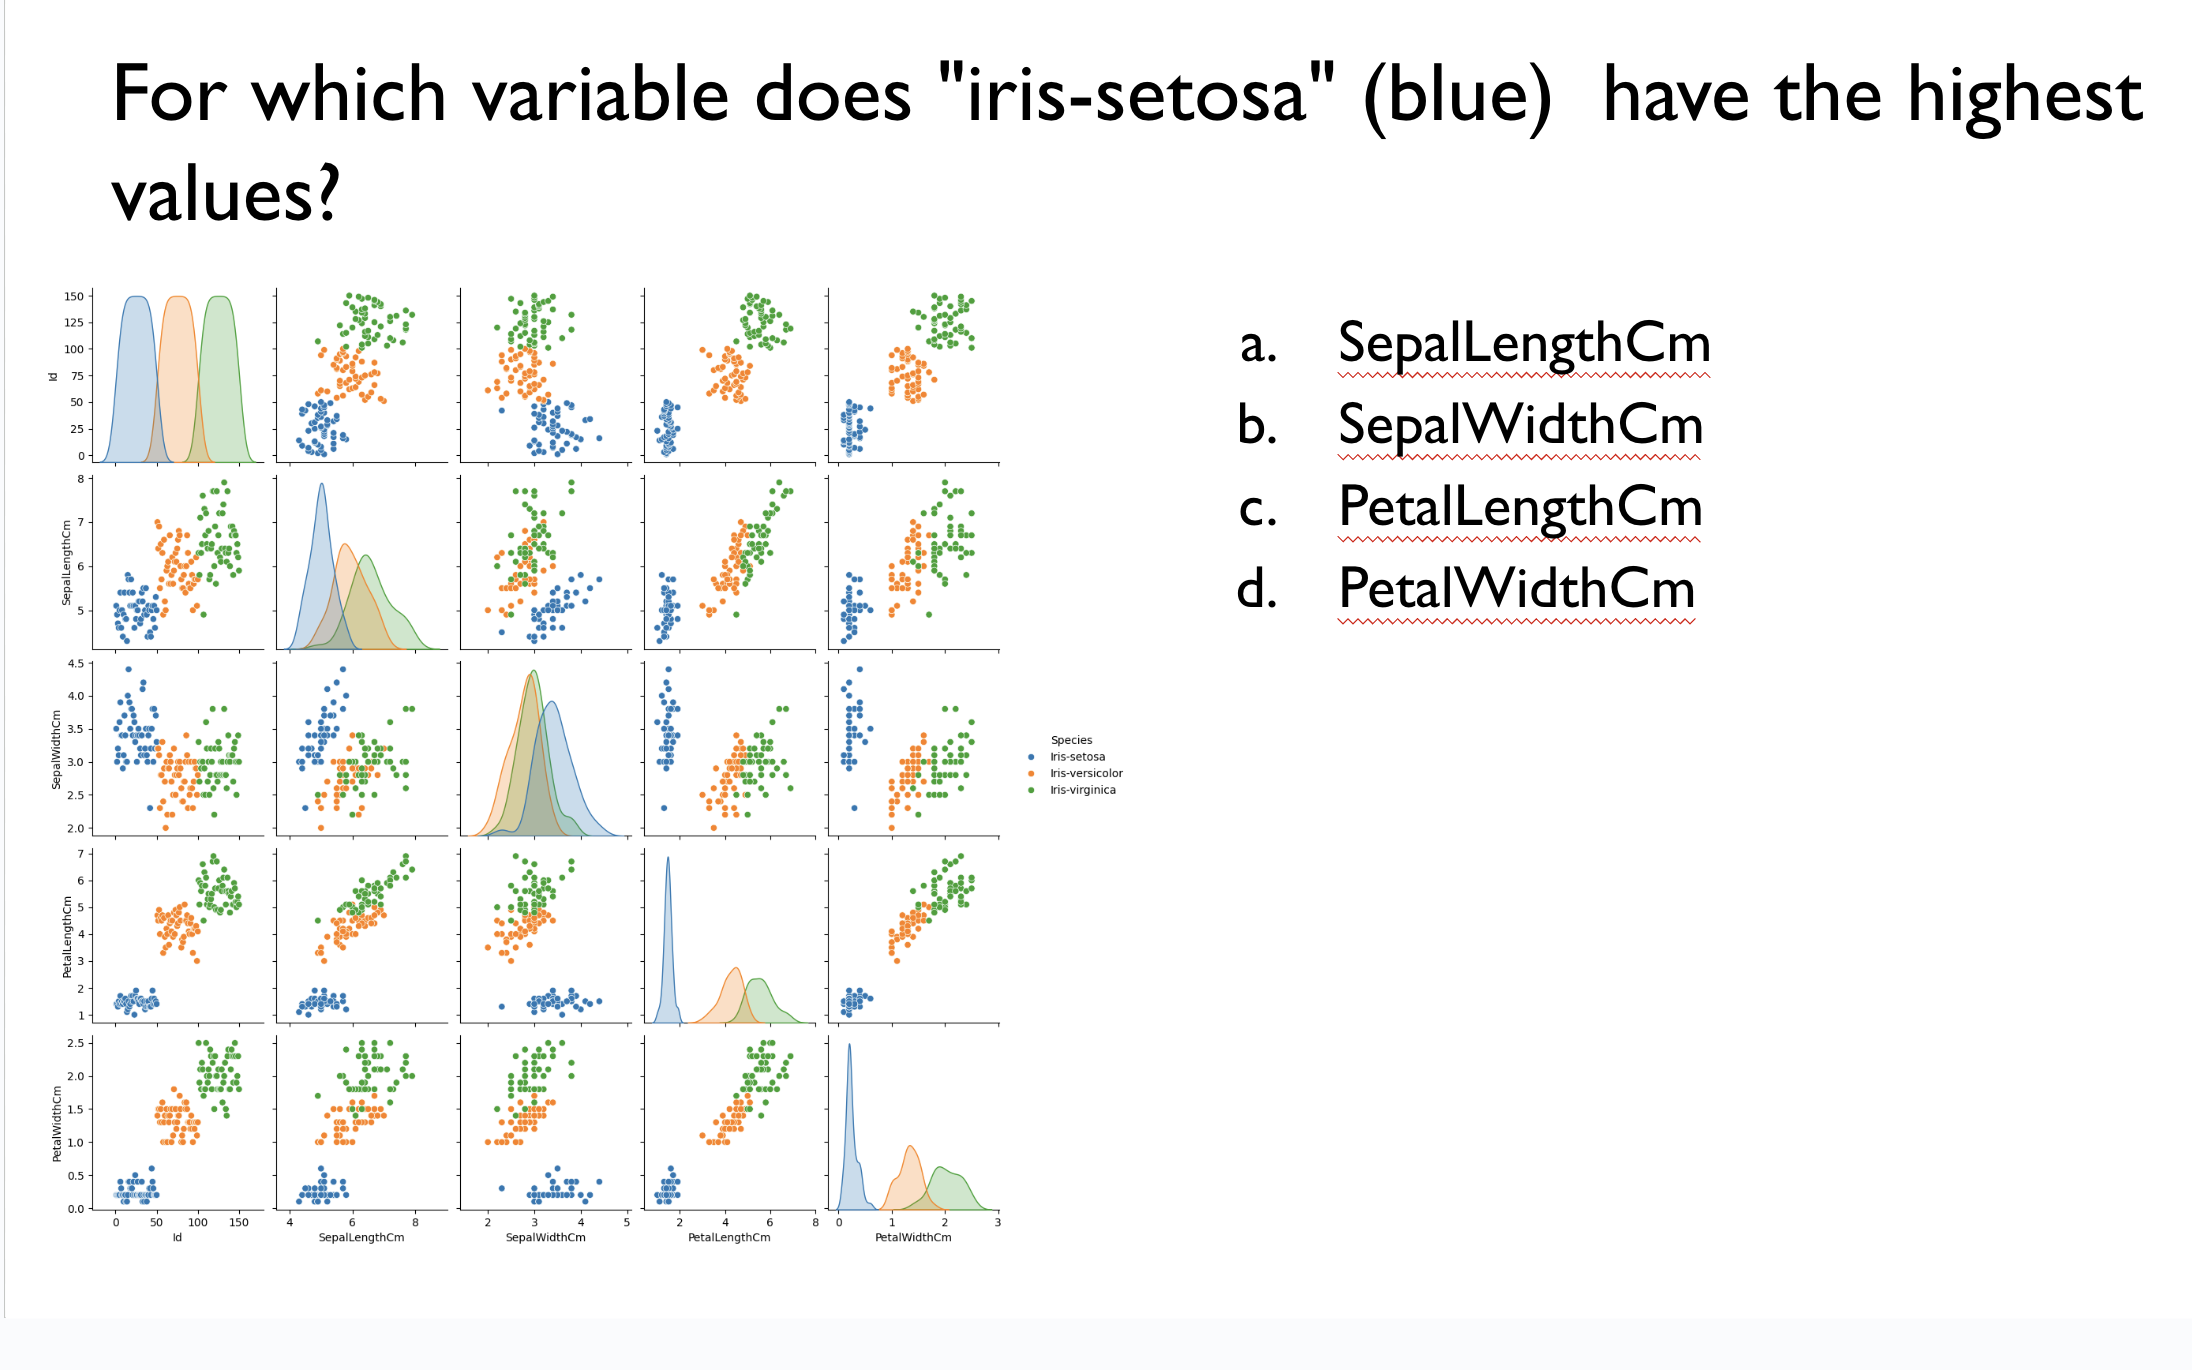 For which variable does "iris-setosa" (blue)  have the highest
values?
a. SepalLengthCm
b. SepalWidthCm
c. PetalLengthCm
d. PetalWidthCm
150
125
100
75
50
25
0
Id
8
7
6
5
SepalLengthCm
4.5
4.0
3.5
3.0
2.5
2.0
SepalWidthCm
Species
Iris-setosa
Iris-versicolor
Iris-virginica
7
6
5
4
3
2
1
PetalLengthCm
2.5
2.0
1.5
1.0
0.5
0.0
PetalWidthCm
0 50 100 150 4 6 8 2 3 4 5 2 4 6 8 0 1 2 3
Id SepalLengthCm SepalWidthCm PetalLengthCm PetalWidthCm